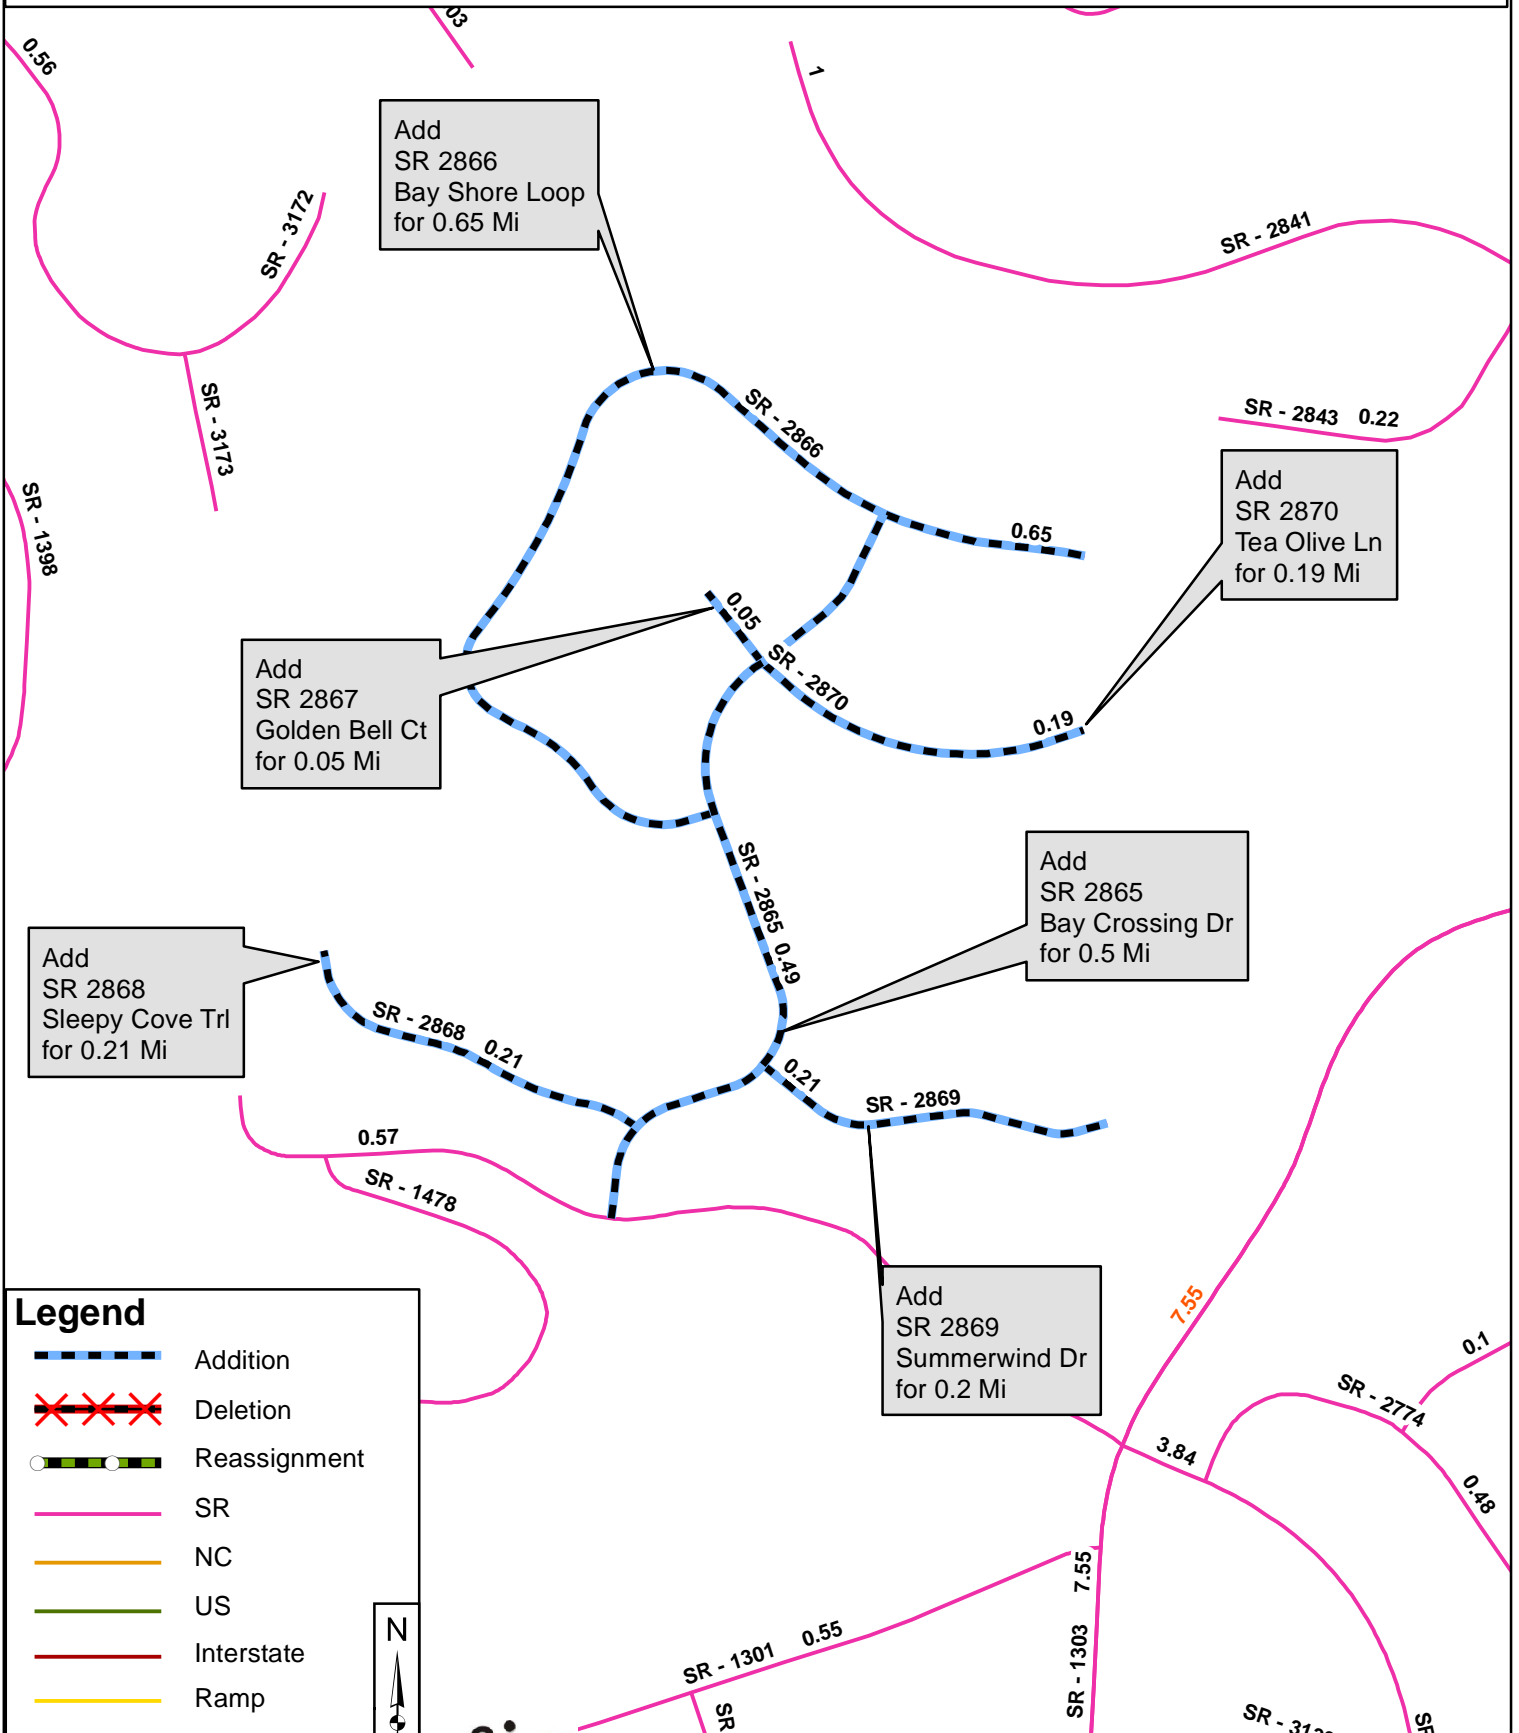 03
0.56
1
Add
SR 2866
Bay Shore Loop
for 0.65 Mi
SR - 3172
SR - 2841
SR - 3173
SR - 2866
SR - 2843 0.22
SR - 1398
0.65
Add
SR 2870
Tea Olive Ln
for 0.19 Mi
0.05
Add
SR 2867
Golden Bell Ct
for 0.05 Mi
SR - 2870
0.19
SR - 2865 0.49
Add
SR 2865
Bay Crossing Dr
for 0.5 Mi
Add
SR 2868
Sleepy Cove Trl
for 0.21 Mi
SR - 2868 0.21
0.21
SR - 2869
0.57
SR - 1478
Add
SR 2869
Summerwind Dr
for 0.2 Mi
7.55
0.1
SR - 2774
3.84
0.48
7.55
SR - 1303
SR - 1301 0.55
SR
SR
Legend
Addition
Deletion
Reassignment
SR
NC
US
Interstate
Ramp
N